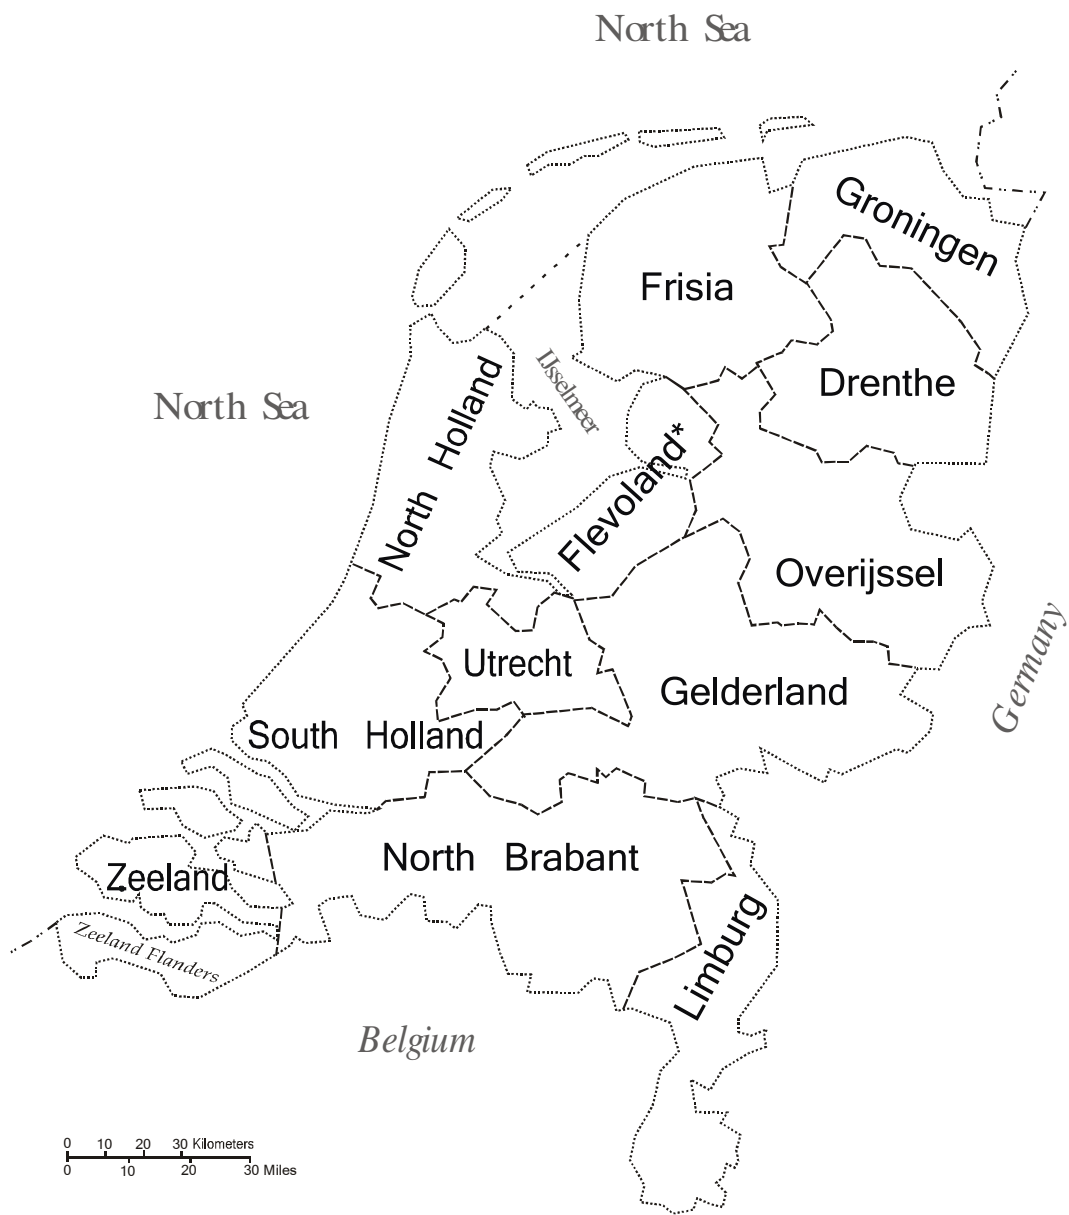 North Sea
Groningen
Frisia
IJsselmeer
Drenthe
North Sea
North Holland
Flevoland*
Overijssel
Germany
Utrecht
Gelderland
South Holland
North Brabant
Zeeland
Zeeland Flanders
Limburg
Belgium
0 10 20 30 Kilometers
0 10 20 30 Miles